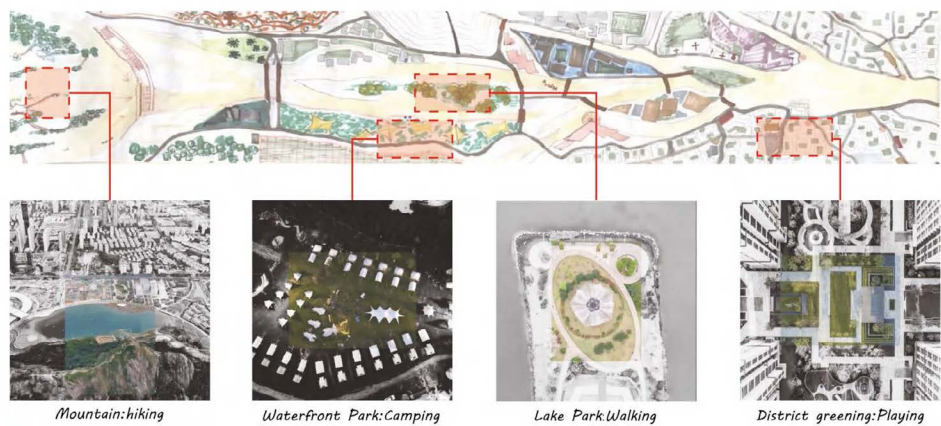 Mountain:hiking
Waterfront Park:Camping
Lake Park:Walking
District greening:Playing